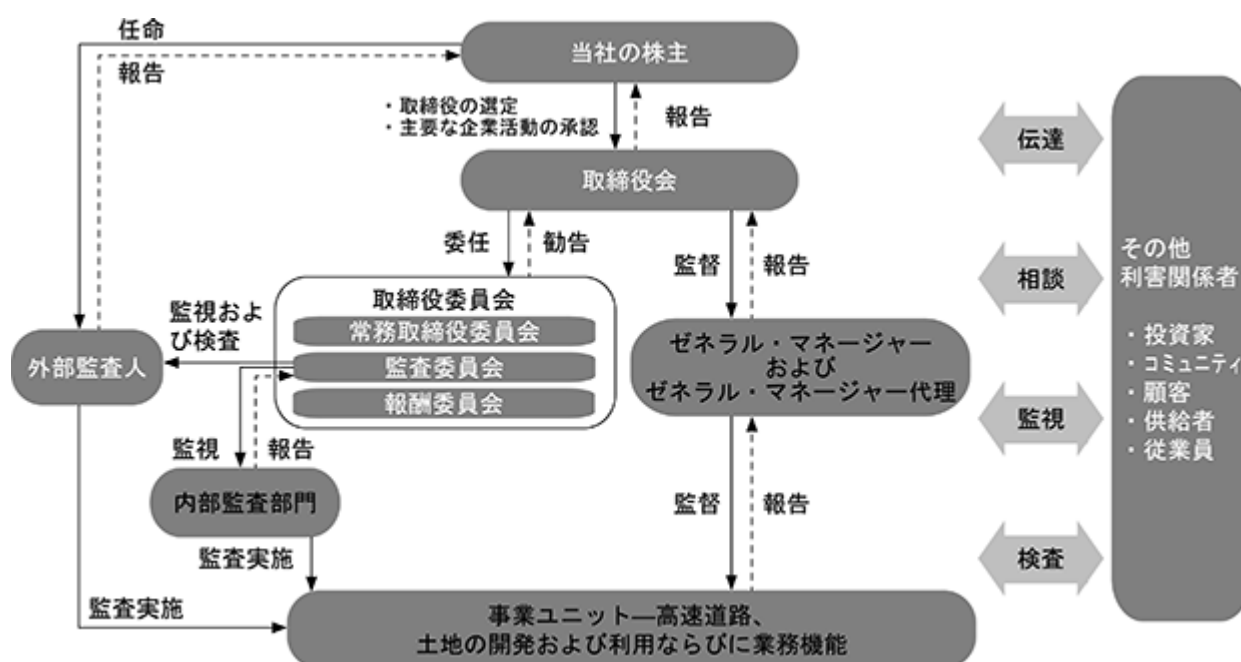 任命
報告
当社の株主
・取締役の選定
・主要な企業活動の承認
報告
取締役会
委任
勧告
監督
報告
取締役委員会
常務取締役委員会
監査委員会
報酬委員会
監視およ
び検査
外部監査人
ゼネラル・マネージャー
および
ゼネラル・マネージャー代理
監視
報告
内部監査部門
監査実施
監督
報告
監査実施
事業ユニット―高速道路、
土地の開発および利用ならびに業務機能
伝達
相談
監視
検査
その他
利害関係者
・投資家
・コミュニティ
・顧客
・供給者
・従業員